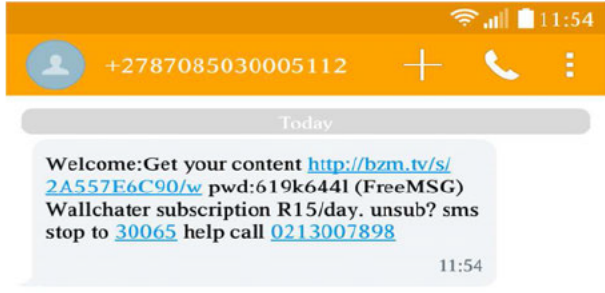 11:54
+2787085030005112
Today
Welcome:Get your content http://bzm.tv/s/
2A557E6C90/w pwd:619k644l (FreeMSG)
Wallchater subscription R15/day. unsub? sms
stop to 30065 help call 0213007898
11:54